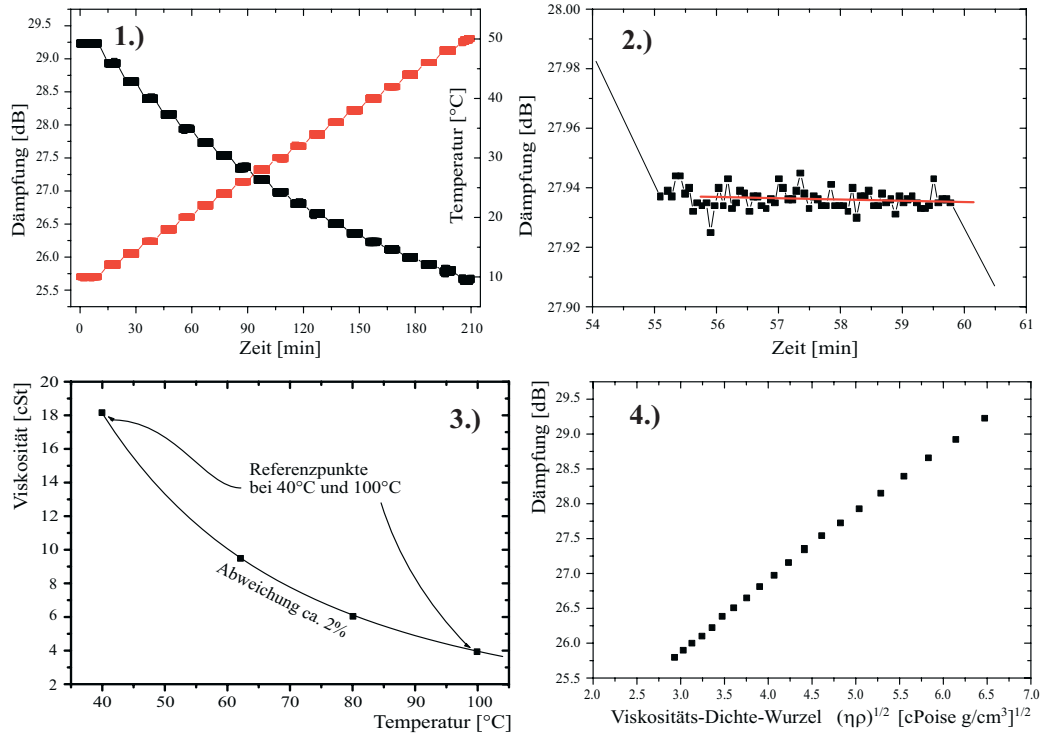 1.)
29.5
29.0
28.5
28.0
27.5
27.0
26.5
26.0
25.5
Dämpfung [dB]
50
40
30
20
10
Temperatur [°C]
0 30 60 90 120 150 180 210
Zeit [min]
2.)
28.00
27.98
27.96
27.94
27.92
27.90
Dämpfung [dB]
54 55 56 57 58 59 60 61
Zeit [min]
3.)
20
18
16
14
12
10
8
6
4
2
Viskosität [cSt]
Referenzpunkte
bei 40°C und 100°C
Abweichung ca. 2%
40 50 60 70 80 90 100
Temperatur [°C]
4.)
29.5
29.0
28.5
28.0
27.5
27.0
26.5
26.0
25.5
Dämpfung [dB]
2.0 2.5 3.0 3.5 4.0 4.5 5.0 5.5 6.0 6.5 7.0
Viskositäts-Dichte-Wurzel (ηρ)^1/2 [cPoise g/cm³]^1/2